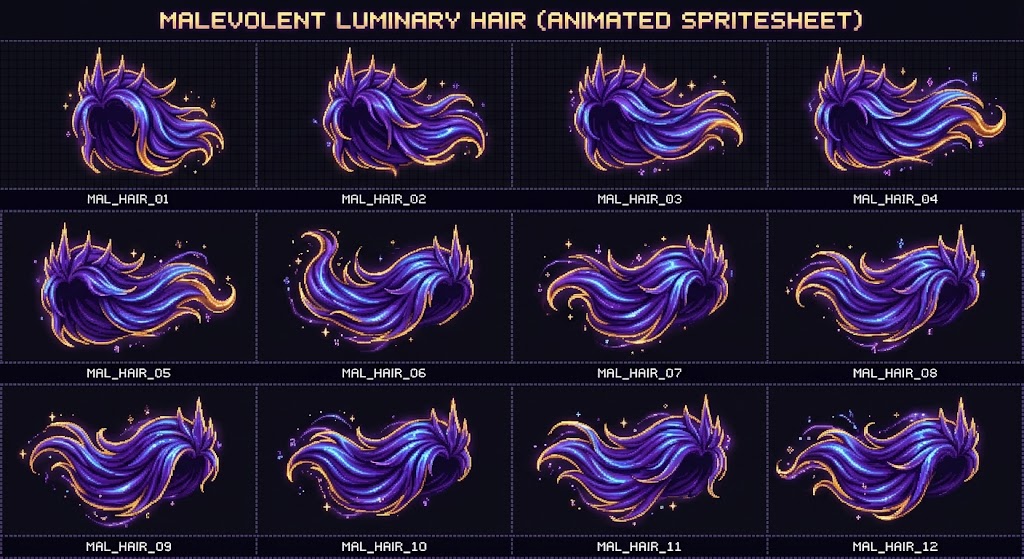 MALEVOLENT LUMINARY HAIR (ANIMATED SPRITESHEET)
MAL_HAIR_01
MAL_HAIR_02
MAL_HAIR_03
MAL_HAIR_04
MAL_HAIR_05
MAL_HAIR_06
MAL_HAIR_07
MAL_HAIR_08
MAL_HAIR_09
MAL_HAIR_10
MAL_HAIR_11
MAL_HAIR_12